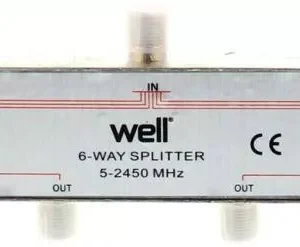 IN
well®
CE
6-WAY SPLITTER
5-2450 MHz
OUT
OUT